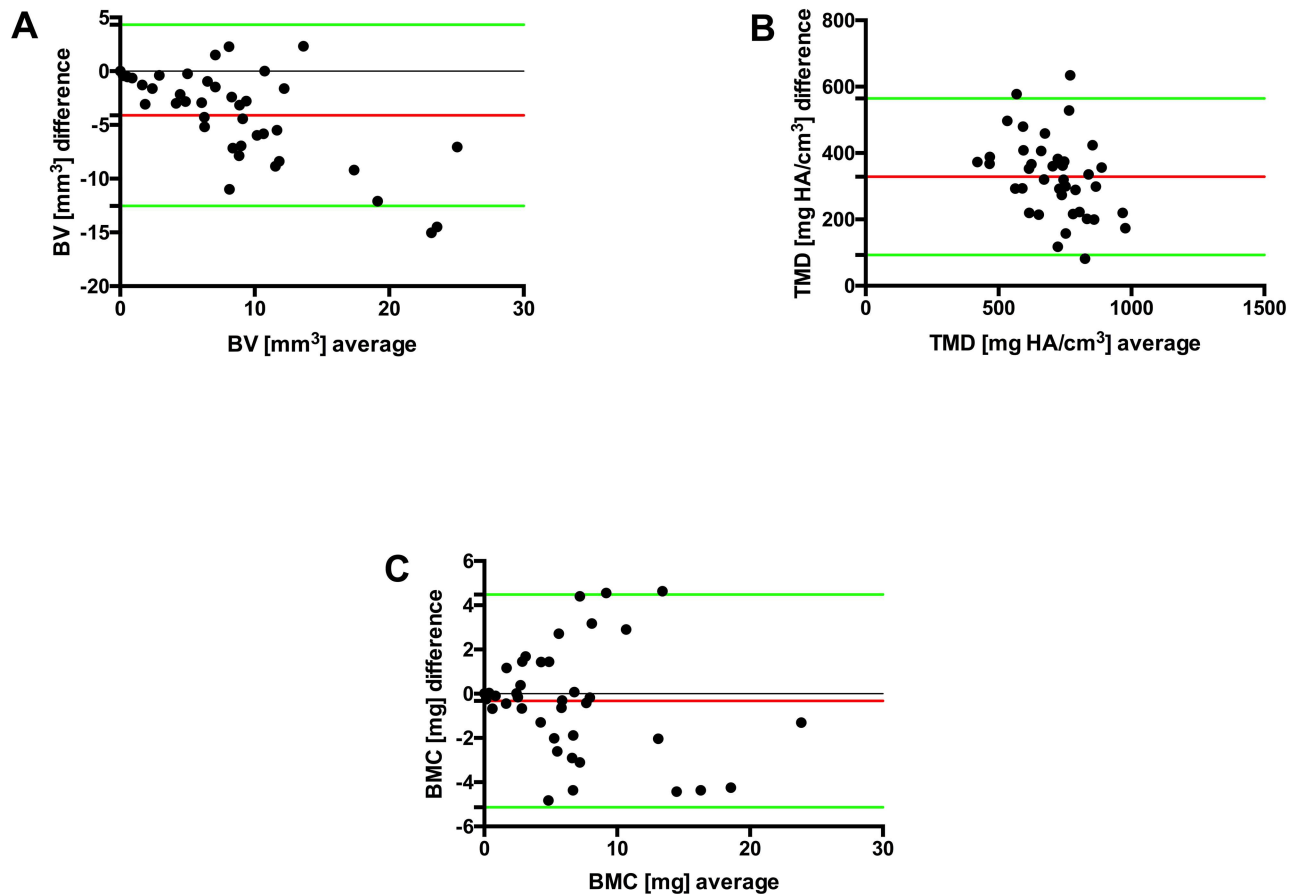 A
5
0
-5
-10
-15
-20
0 10 20 30
BV [mm³] difference
BV [mm³] average
B
800
600
400
200
0
0 500 1000 1500
TMD [mg HA/cm³] difference
TMD [mg HA/cm³] average
C
6
4
2
0
-2
-4
-6
0 10 20 30
BMC [mg] difference
BMC [mg] average